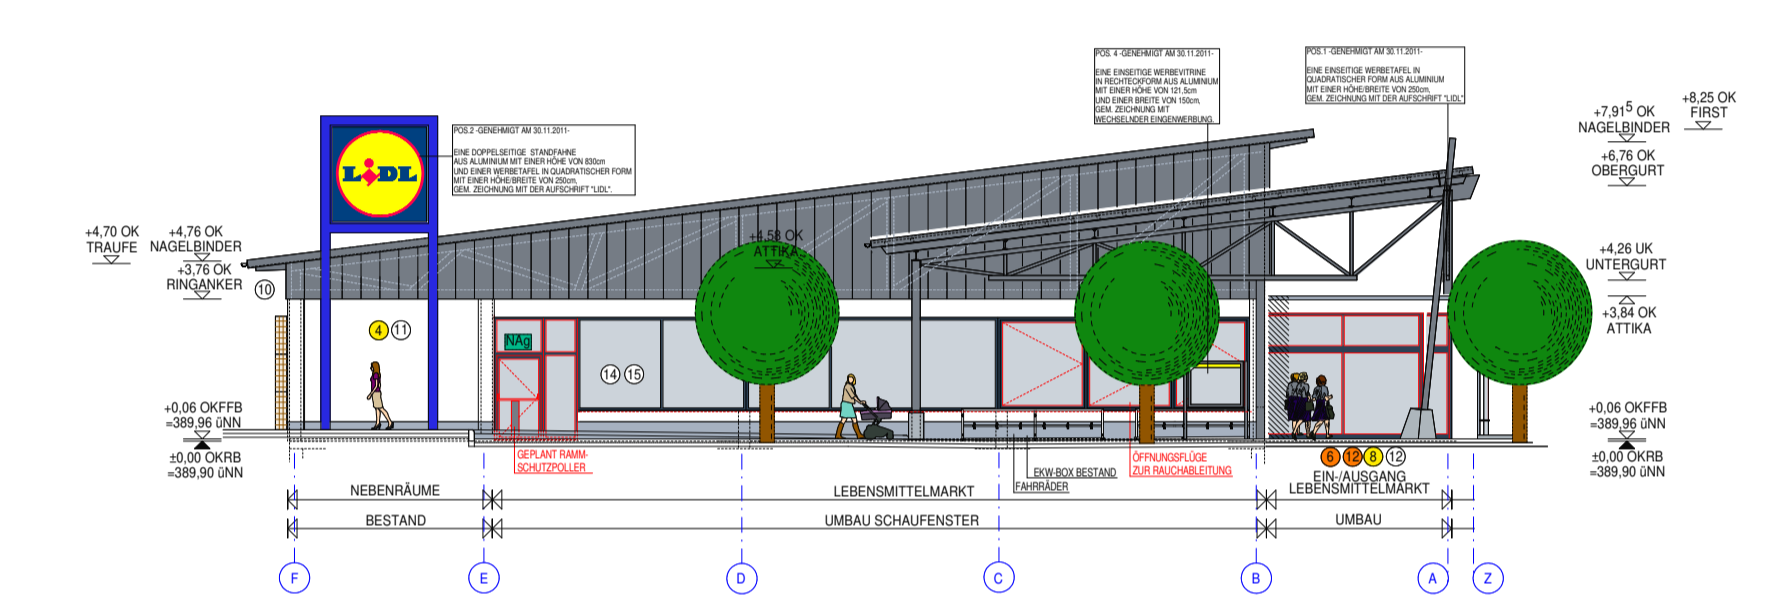 POS. 4 -GENEHMIGT AM 30.11.2011-
EINE EINSEITIGE WERBEVITRINE
IN RECHTECKFORM AUS ALUMINIUM
MIT EINER HÖHE VON 121,5cm
UND EINER BREITE VON 150cm,
GEM. ZEICHNUNG MIT
WECHSELNDER EINGENWERBUNG.
POS.1 -GENEHMIGT AM 30.11.2011-
EINE EINSEITIGE WERBETAFEL IN
QUADRATISCHER FORM AUS ALUMINIUM
MIT EINER HÖHE/BREITE VON 250cm,
GEM. ZEICHNUNG MIT DER AUFSCHRIFT "LIDL"
+8,25 OK
FIRST
+7,91⁵ OK
NAGELBINDER
+6,76 OK
OBERGURT
POS.2 -GENEHMIGT AM 30.11.2011-
EINE DOPPELSEITIGE STANDFAHNE
AUS ALUMINIUM MIT EINER HÖHE VON 830cm
UND EINER WERBETAFEL IN QUADRATISCHER FORM
MIT EINER HÖHE/BREITE VON 250cm,
GEM. ZEICHNUNG MIT DER AUFSCHRIFT "LIDL".
LIDL
+4,70 OK
TRAUFE
+4,76 OK
NAGELBINDER
+3,76 OK
RINGANKER
10
+4,58 OK
ATTIKA
+4,26 UK
UNTERGURT
+3,84 OK
ATTIKA
4 11
NAg
14 15
+0,06 OKFFB
=389,96 üNN
±0,00 OKRB
=389,90 üNN
+0,06 OKFFB
=389,96 üNN
±0,00 OKRB
=389,90 üNN
GEPLANT RAMM-
SCHUTZPOLLER
EKW-BOX BESTAND
FAHRRÄDER
ÖFFNUNGSFLÜGE
ZUR RAUCHABLEITUNG
6 12 8 12
EIN-/AUSGANG
LEBENSMITTELMARKT
NEBENRÄUME
LEBENSMITTELMARKT
BESTAND
UMBAU SCHAUFENSTER
UMBAU
F E D C B A Z